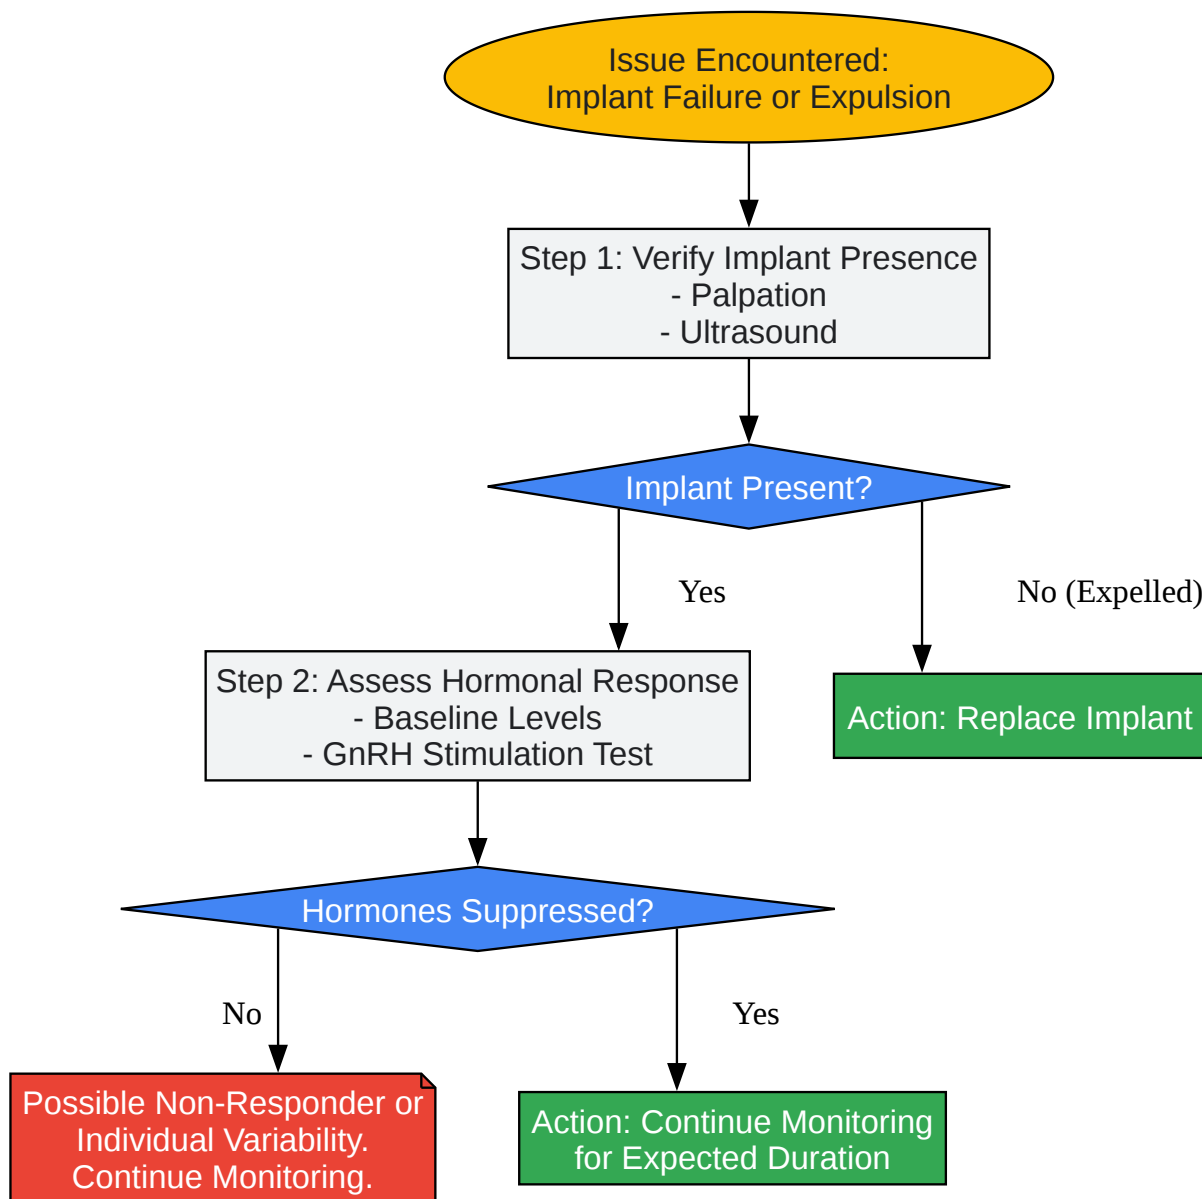 Issue Encountered:
Implant Failure or Expulsion
Step 1: Verify Implant Presence
- Palpation
- Ultrasound
Implant Present?
Yes
No (Expelled)
Step 2: Assess Hormonal Response
- Baseline Levels
- GnRH Stimulation Test
Action: Replace Implant
Hormones Suppressed?
No
Yes
Possible Non-Responder or
Individual Variability.
Continue Monitoring.
Action: Continue Monitoring
for Expected Duration